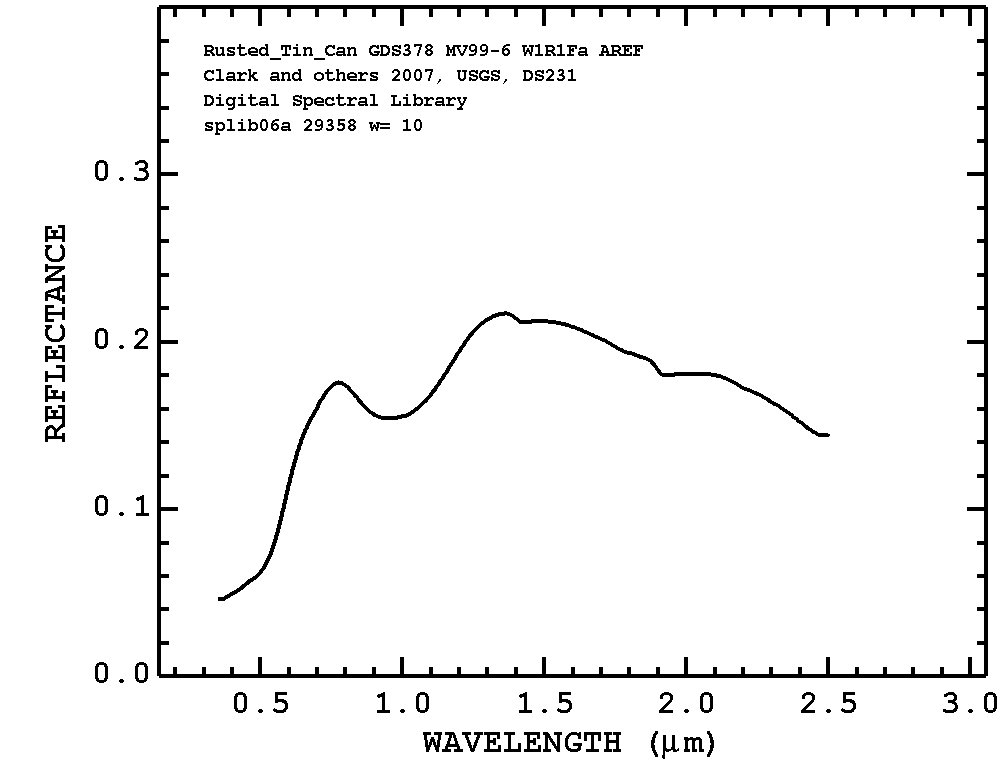 Rusted_Tin_Can GDS378 MV99-6 W1R1Fa AREF
Clark and others 2007, USGS, DS231
Digital Spectral Library
splib06a 29358 w= 10
0.3
0.2
0.1
0.0
REFLECTANCE
0.5 1.0 1.5 2.0 2.5 3.0
WAVELENGTH (μm)